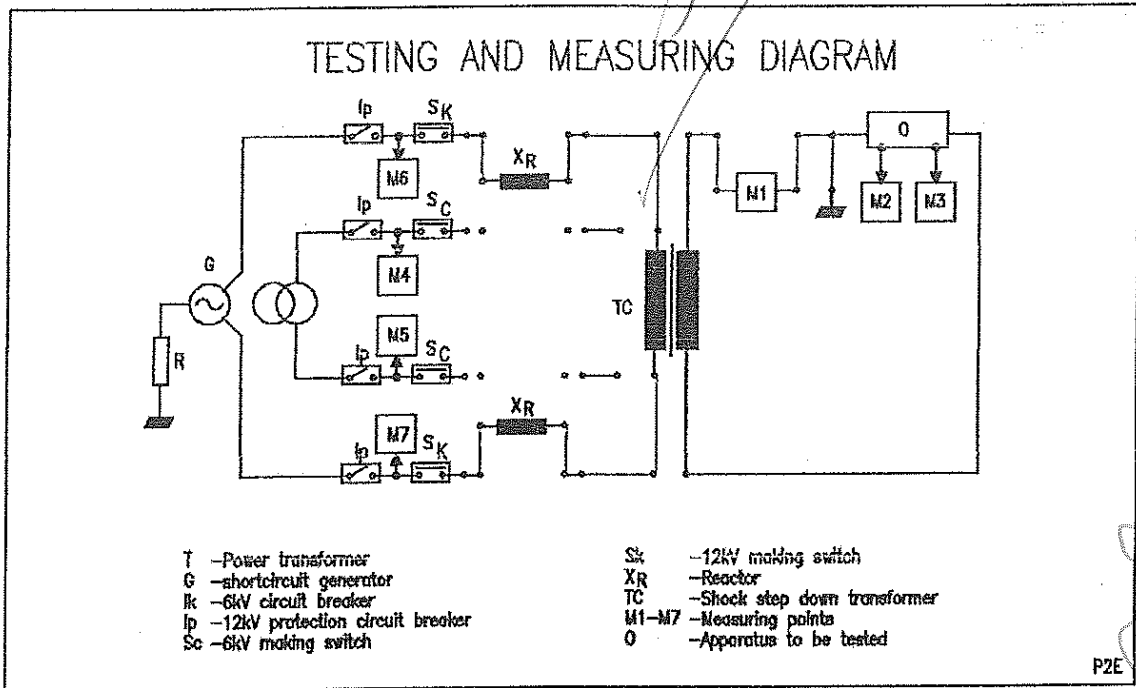 TESTING AND MEASURING DIAGRAM
Ip
SK
XR
M6
Ip
SC
M4
G
M5
R
Ip
SC
XR
M7
Ip
SK
TC
M1
O
M2
M3
T -Power transformer
G -shortcircuit generator
Ik -6kV circuit breaker
Ip -12kV protection circuit breaker
Sc -6kV making switch
Sk -12kV making switch
XR -Reactor
TC -Shock step down transformer
M1-M7 -Measuring points
O -Apparatus to be tested
P2E